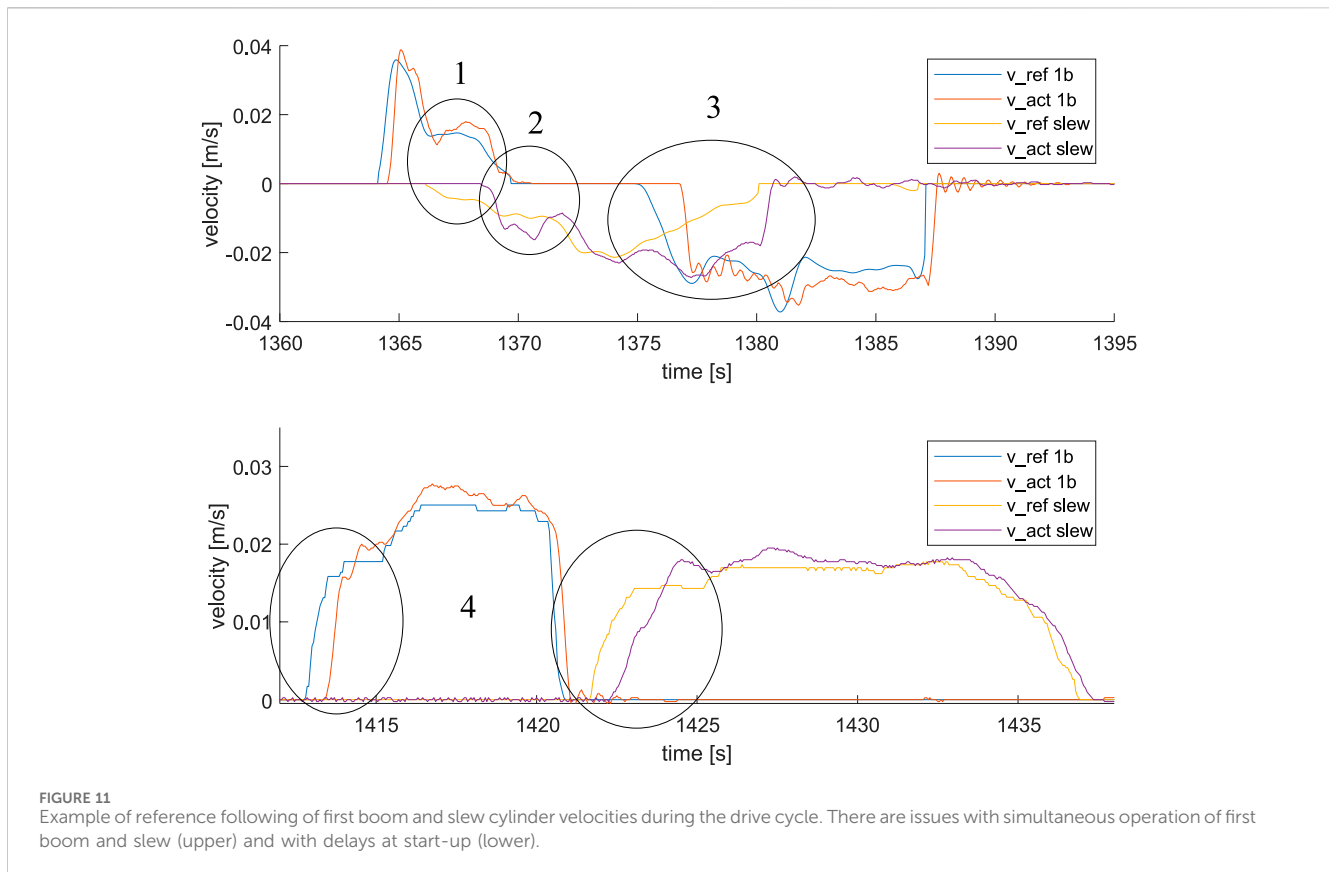 0.04
0.02
0
-0.02
-0.04
velocity [m/s]
1
2
3
v_ref 1b
v_act 1b
v_ref slew
v_act slew
1360
1365
1370
1375
1380
1385
1390
1395
time [s]
0.03
0.02
0.01
0
velocity [m/s]
4
v_ref 1b
v_act 1b
v_ref slew
v_act slew
1415
1420
1425
1430
1435
time [s]
FIGURE 11
Example of reference following of first boom and slew cylinder velocities during the drive cycle. There are issues with simultaneous operation of first
boom and slew (upper) and with delays at start-up (lower).